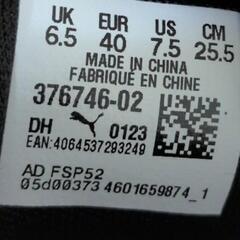 UK EUR US CM
6.5 40 7.5 25.5
MADE IN CHINA
FABRIQUÉ EN CHINE
376746-02
DH 0123
EAN:4064537293249
AD FSP52
05d00373 4601659874_1